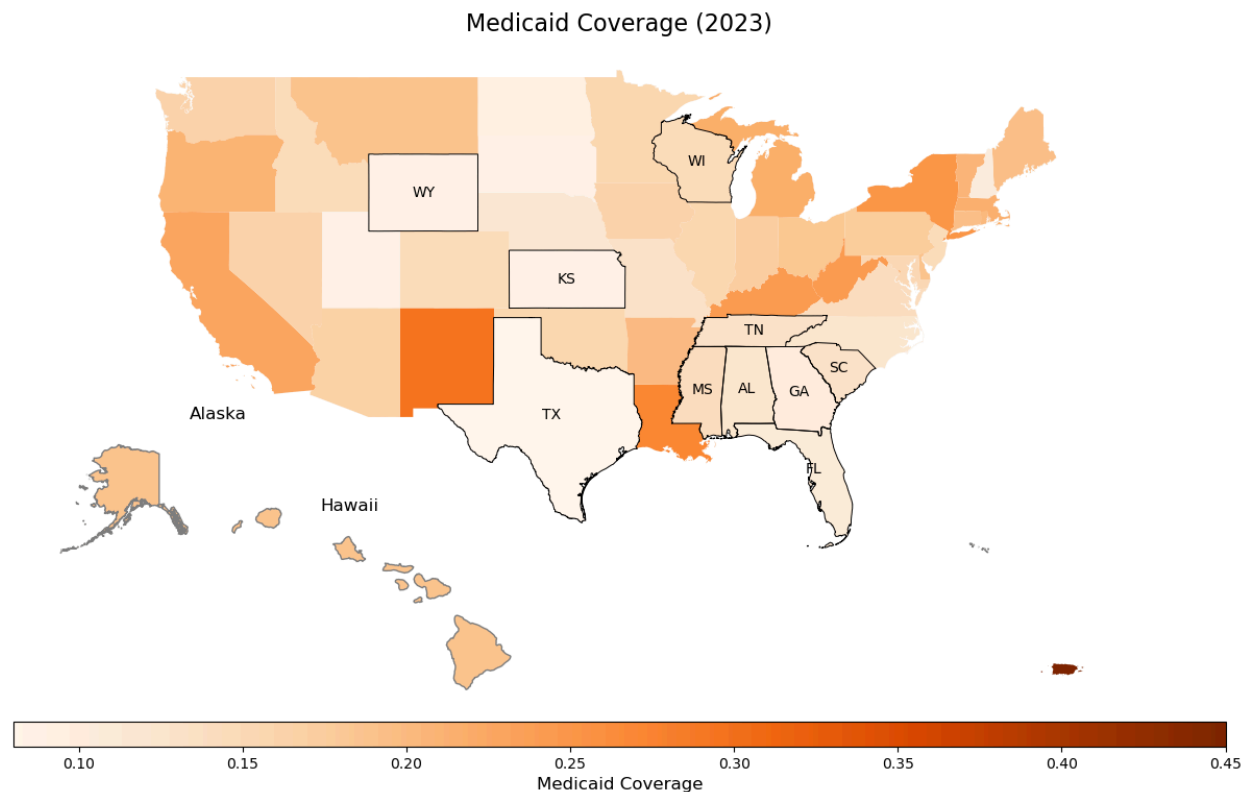 Medicaid Coverage (2023)
WI
WY
KS
TN
SC
MS
AL
GA
TX
Alaska
FL
Hawaii
0.10
0.15
0.20
0.25
0.30
0.35
0.40
0.45
Medicaid Coverage